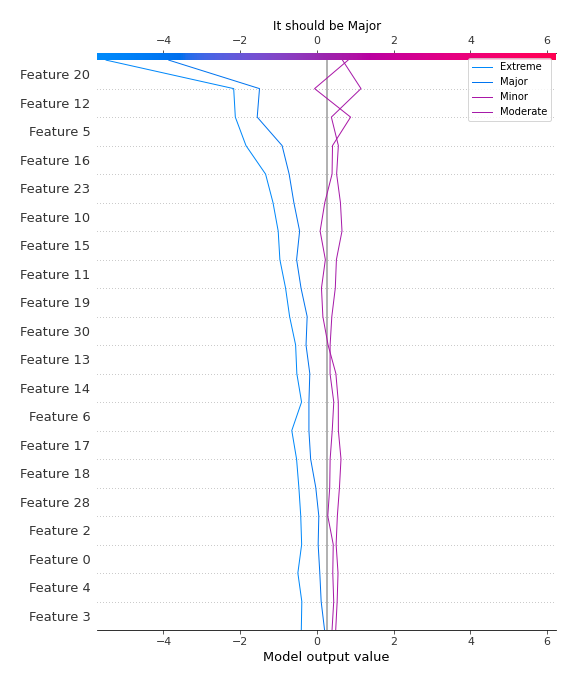 It should be Major
−4 −2 0 2 4 6
Extreme
Major
Minor
Moderate
Feature 20
Feature 12
Feature 5
Feature 16
Feature 23
Feature 10
Feature 15
Feature 11
Feature 19
Feature 30
Feature 13
Feature 14
Feature 6
Feature 17
Feature 18
Feature 28
Feature 2
Feature 0
Feature 4
Feature 3
−4 −2 0 2 4 6
Model output value